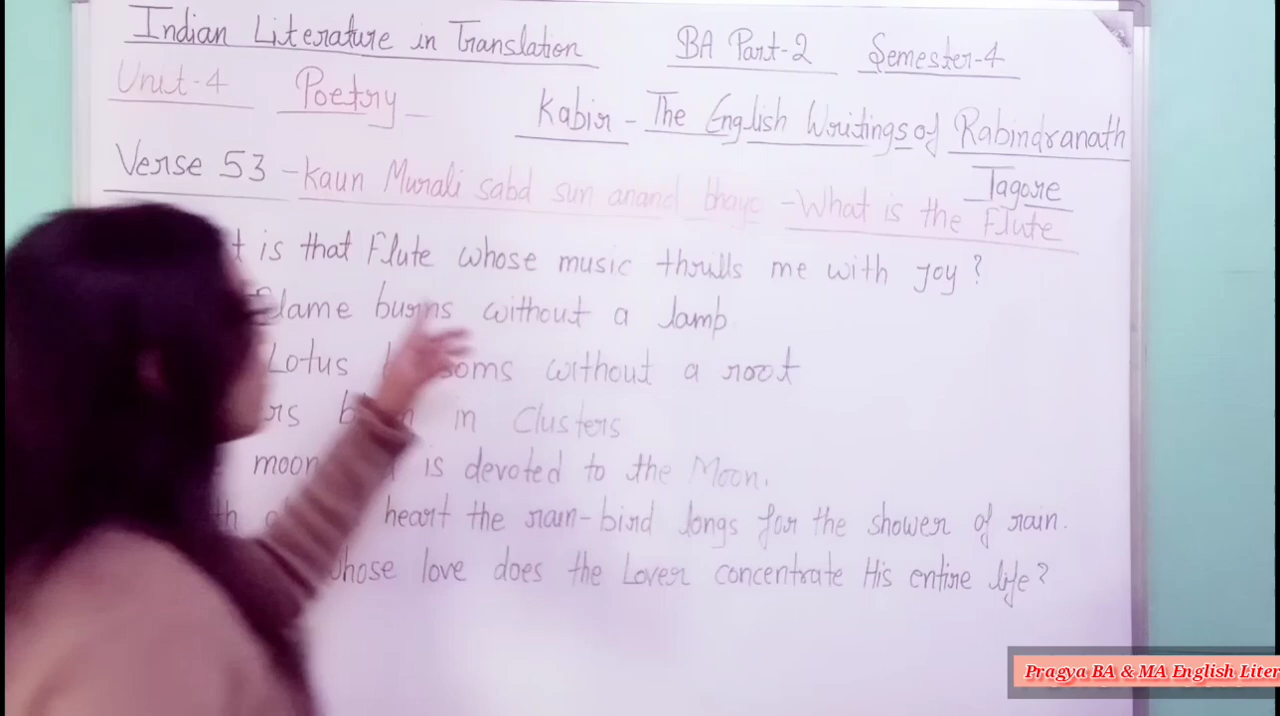 Indian Literature in Translation BA Part-2 Semester-4
Unit-4 Poetry Kabir - The English Writings of Rabindranath
Tagore
Verse 53 - Kaun Murali sabd sun anand bhayo - What is the Flute
is that Flute whose music thrills me with joy?
Flame burns without a lamp
Lotus without a root
in Clusters
moon is devoted to the Moon.
heart the rain-bird longs for the shower of rain.
whose love does the Lover concentrate His entire life?
Pragya BA & MA English Liter